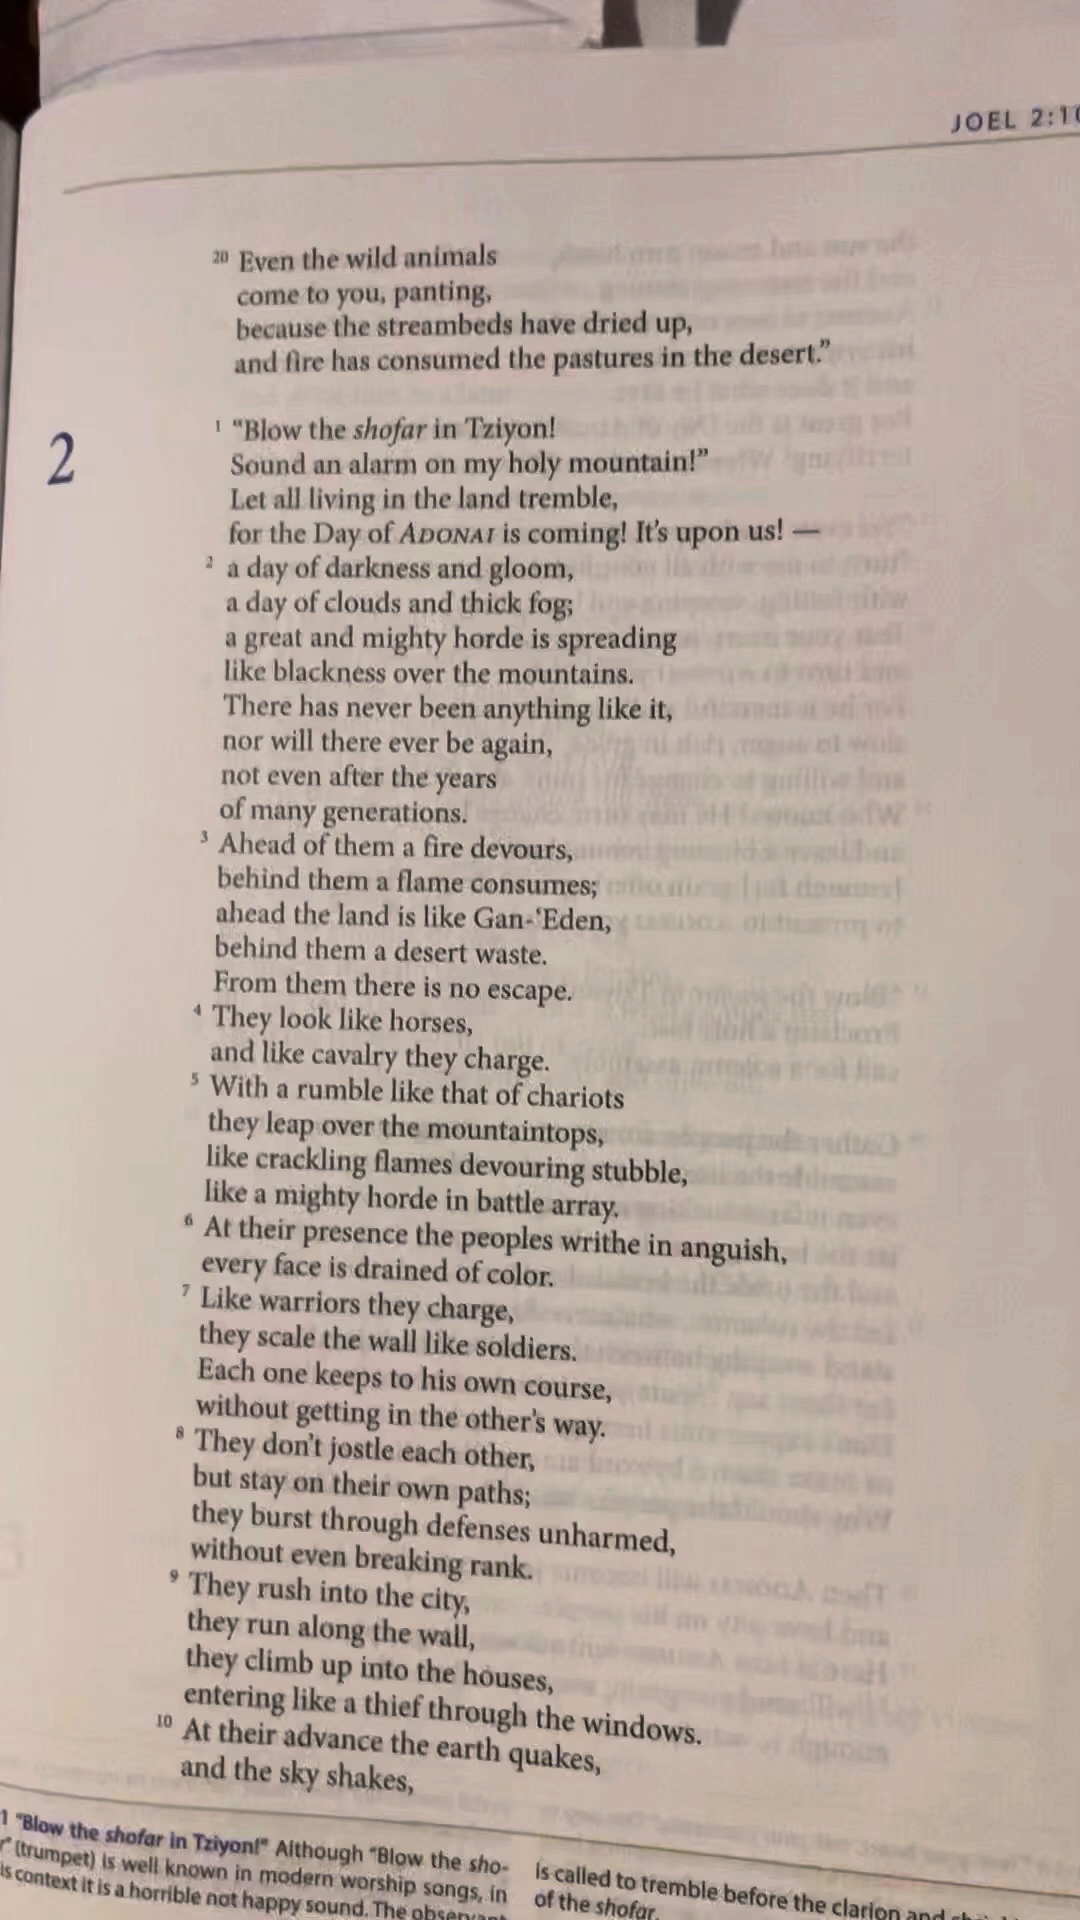 JOEL 2:10
20 Even the wild animals
come to you, panting,
because the streambeds have dried up,
and fire has consumed the pastures in the desert.”
2
1 “Blow the shofar in Tziyon!
Sound an alarm on my holy mountain!”
Let all living in the land tremble,
for the Day of ADONAI is coming! It’s upon us! —
2 a day of darkness and gloom,
a day of clouds and thick fog;
a great and mighty horde is spreading
like blackness over the mountains.
There has never been anything like it,
nor will there ever be again,
not even after the years
of many generations.
3 Ahead of them a fire devours,
behind them a flame consumes;
ahead the land is like Gan-‘Eden,
behind them a desert waste.
From them there is no escape.
4 They look like horses,
and like cavalry they charge.
5 With a rumble like that of chariots
they leap over the mountaintops,
like crackling flames devouring stubble,
like a mighty horde in battle array.
6 At their presence the peoples writhe in anguish,
every face is drained of color.
7 Like warriors they charge,
they scale the wall like soldiers.
Each one keeps to his own course,
without getting in the other’s way.
8 They don’t jostle each other,
but stay on their own paths;
they burst through defenses unharmed,
without even breaking rank.
9 They rush into the city,
they run along the wall,
they climb up into the houses,
entering like a thief through the windows.
10 At their advance the earth quakes,
and the sky shakes,
1 “Blow the shofar in Tziyon!” Although “Blow the sho-
r” (trumpet) is well known in modern worship songs, in
is context it is a horrible not happy sound. The
is called to tremble before the clarion and
of the shofar.